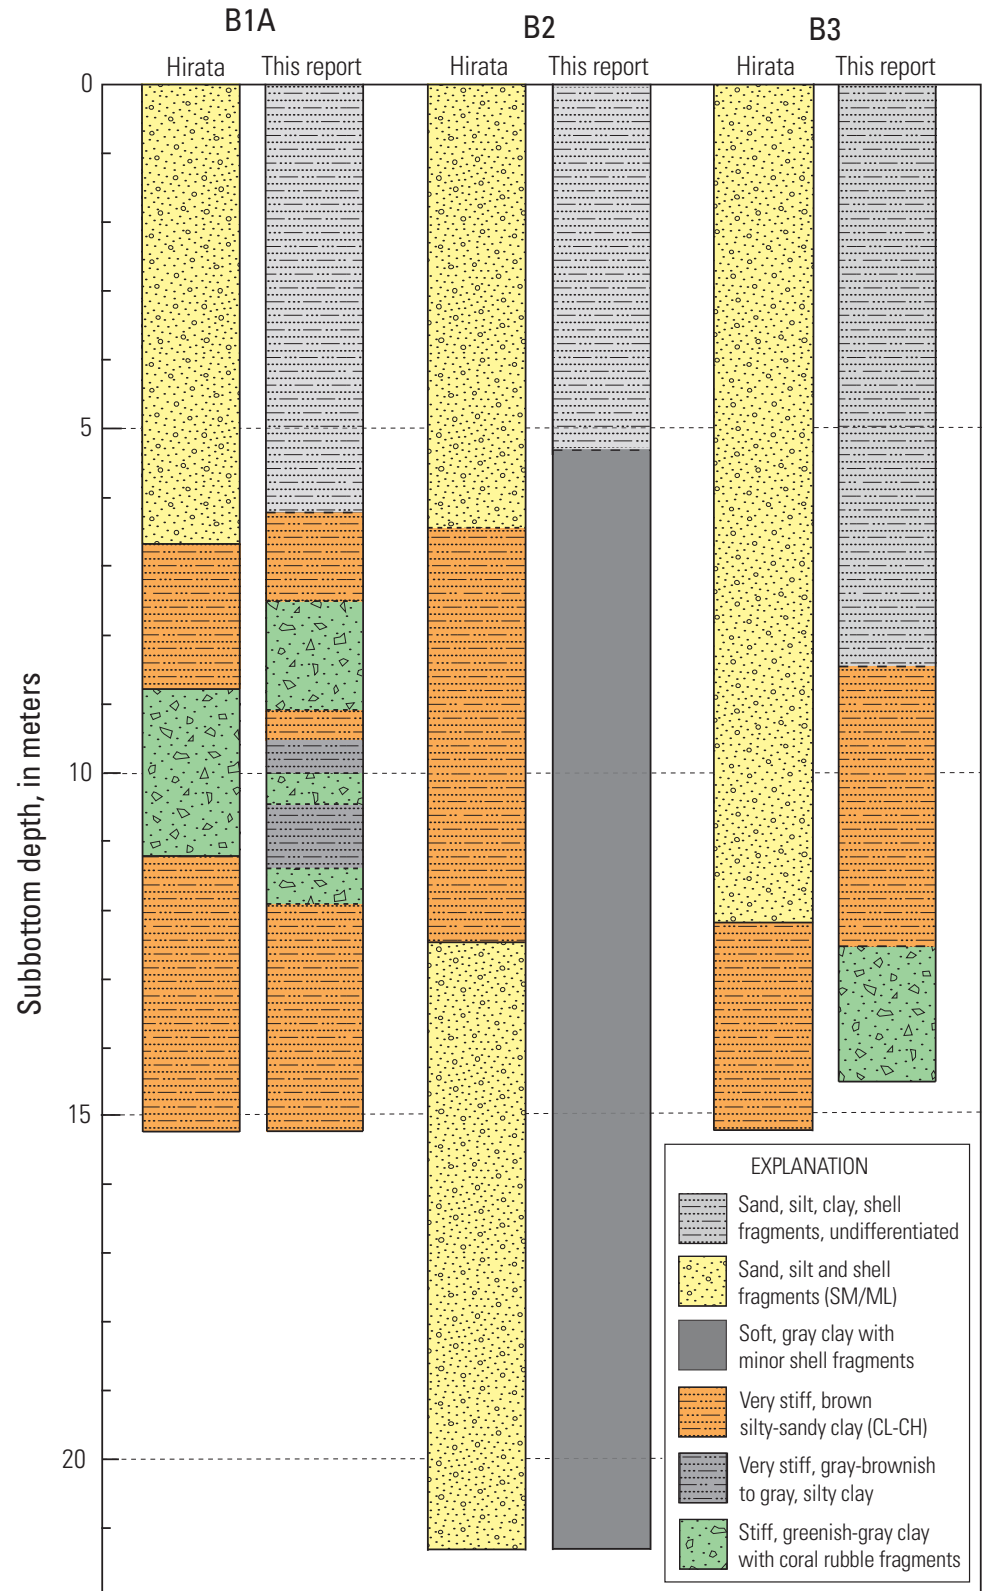 B1A B2 B3
Hirata This report Hirata This report Hirata This report
0
5
10
15
20
Subbottom depth, in meters
EXPLANATION
Sand, silt, clay, shell
fragments, undifferentiated
Sand, silt and shell
fragments (SM/ML)
Soft, gray clay with
minor shell fragments
Very stiff, brown
silty-sandy clay (CL-CH)
Very stiff, gray-brownish
to gray, silty clay
Stiff, greenish-gray clay
with coral rubble fragments